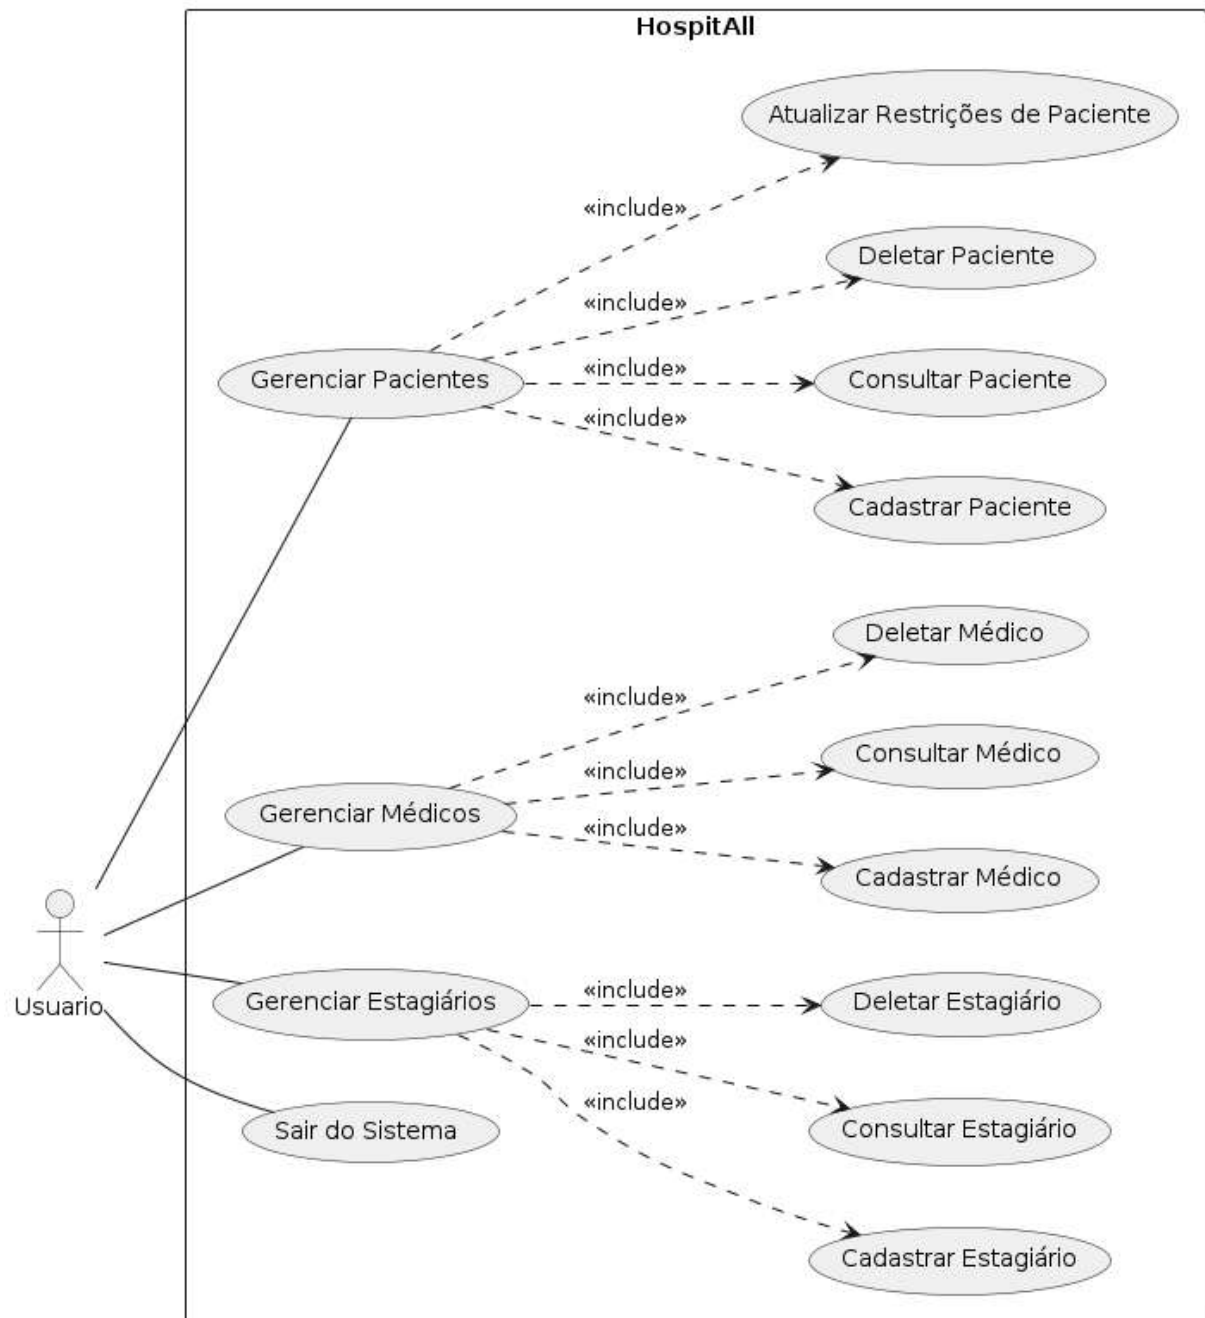 HospitAll
Atualizar Restrições de Paciente
«include»
Deletar Paciente
«include»
Gerenciar Pacientes
«include»
Consultar Paciente
«include»
Cadastrar Paciente
Deletar Médico
«include»
Consultar Médico
«include»
Gerenciar Médicos
«include»
Cadastrar Médico
Usuario
Gerenciar Estagiários
«include»
Deletar Estagiário
«include»
Consultar Estagiário
«include»
Sair do Sistema
Cadastrar Estagiário